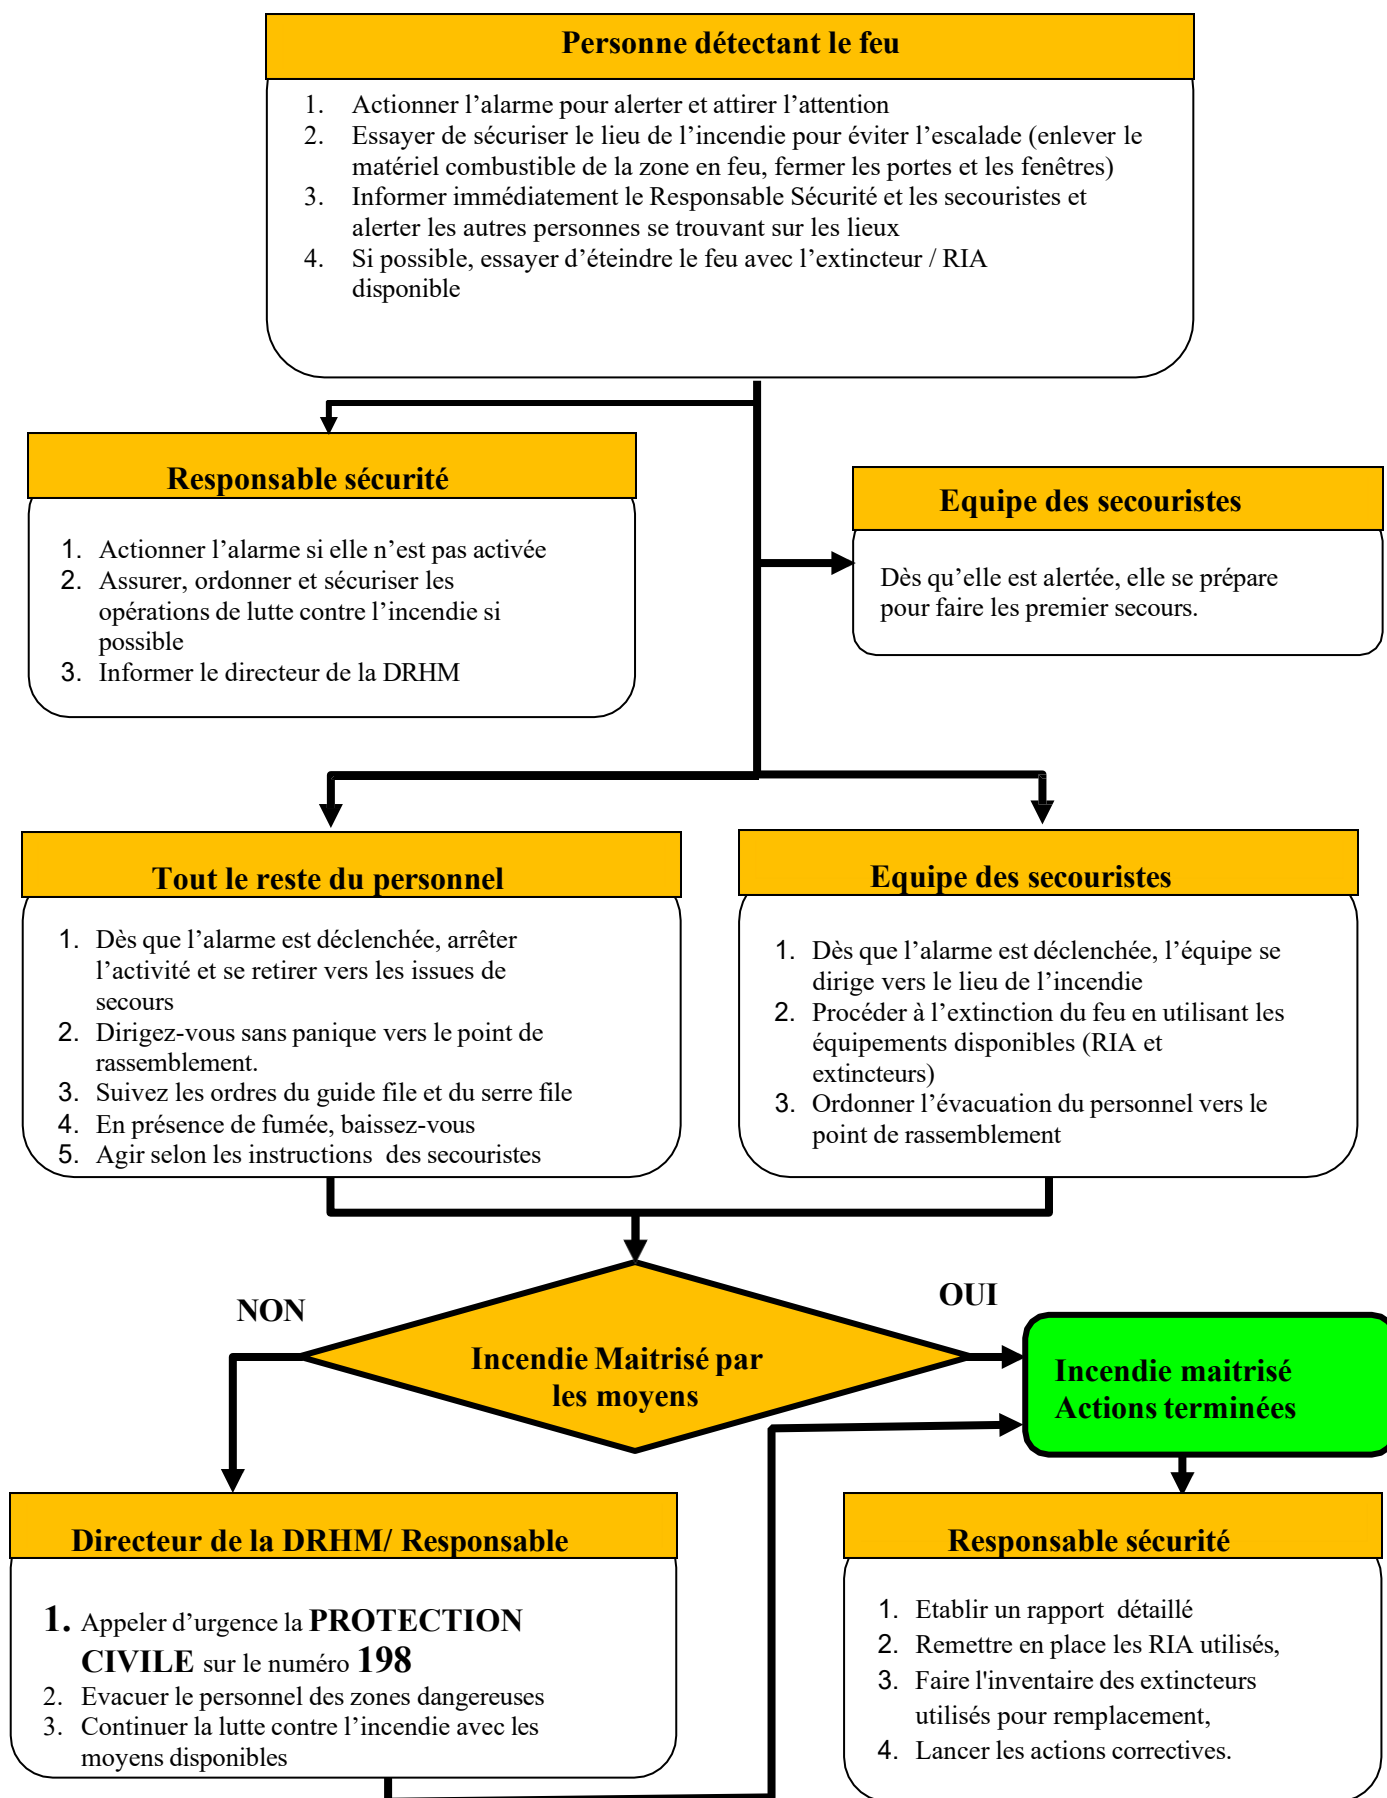 Personne détectant le feu
1. Actionner l’alarme pour alerter et attirer l’attention
2. Essayer de sécuriser le lieu de l’incendie pour éviter l’escalade (enlever le
matériel combustible de la zone en feu, fermer les portes et les fenêtres)
3. Informer immédiatement le Responsable Sécurité et les secouristes et
alerter les autres personnes se trouvant sur les lieux
4. Si possible, essayer d’éteindre le feu avec l’extincteur / RIA
disponible
Responsable sécurité
1. Actionner l’alarme si elle n’est pas activée
2. Assurer, ordonner et sécuriser les
opérations de lutte contre l’incendie si
possible
3. Informer le directeur de la DRHM
Equipe des secouristes
Dès qu’elle est alertée, elle se prépare
pour faire les premier secours.
Tout le reste du personnel
1. Dès que l’alarme est déclenchée, arrêter
l’activité et se retirer vers les issues de
secours
2. Dirigez-vous sans panique vers le point de
rassemblement.
3. Suivez les ordres du guide file et du serre file
4. En présence de fumée, baissez-vous
5. Agir selon les instructions des secouristes
Equipe des secouristes
1. Dès que l’alarme est déclenchée, l’équipe se
dirige vers le lieu de l’incendie
2. Procéder à l’extinction du feu en utilisant les
équipements disponibles (RIA et
extincteurs)
3. Ordonner l’évacuation du personnel vers le
point de rassemblement
NON
OUI
Incendie Maitrisé par
les moyens
Incendie maitrisé
Actions terminées
Directeur de la DRHM/ Responsable
1. Appeler d’urgence la PROTECTION
CIVILE sur le numéro 198
2. Evacuer le personnel des zones dangereuses
3. Continuer la lutte contre l’incendie avec les
moyens disponibles
Responsable sécurité
1. Etablir un rapport détaillé
2. Remettre en place les RIA utilisés,
3. Faire l'inventaire des extincteurs
utilisés pour remplacement,
4. Lancer les actions correctives.